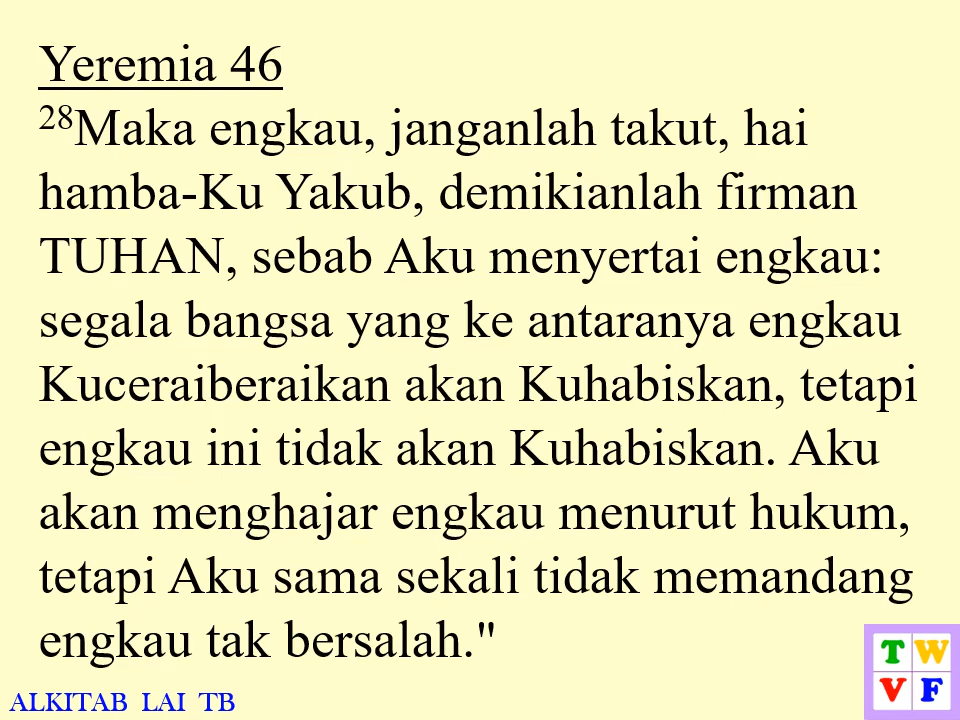 Yeremia 46
28Maka engkau, janganlah takut, hai
hamba-Ku Yakub, demikianlah firman
TUHAN, sebab Aku menyertai engkau:
segala bangsa yang ke antaranya engkau
Kuceraiberaikan akan Kuhabiskan, tetapi
engkau ini tidak akan Kuhabiskan. Aku
akan menghajar engkau menurut hukum,
tetapi Aku sama sekali tidak memandang
engkau tak bersalah."
ALKITAB LAI TB
T W
V F